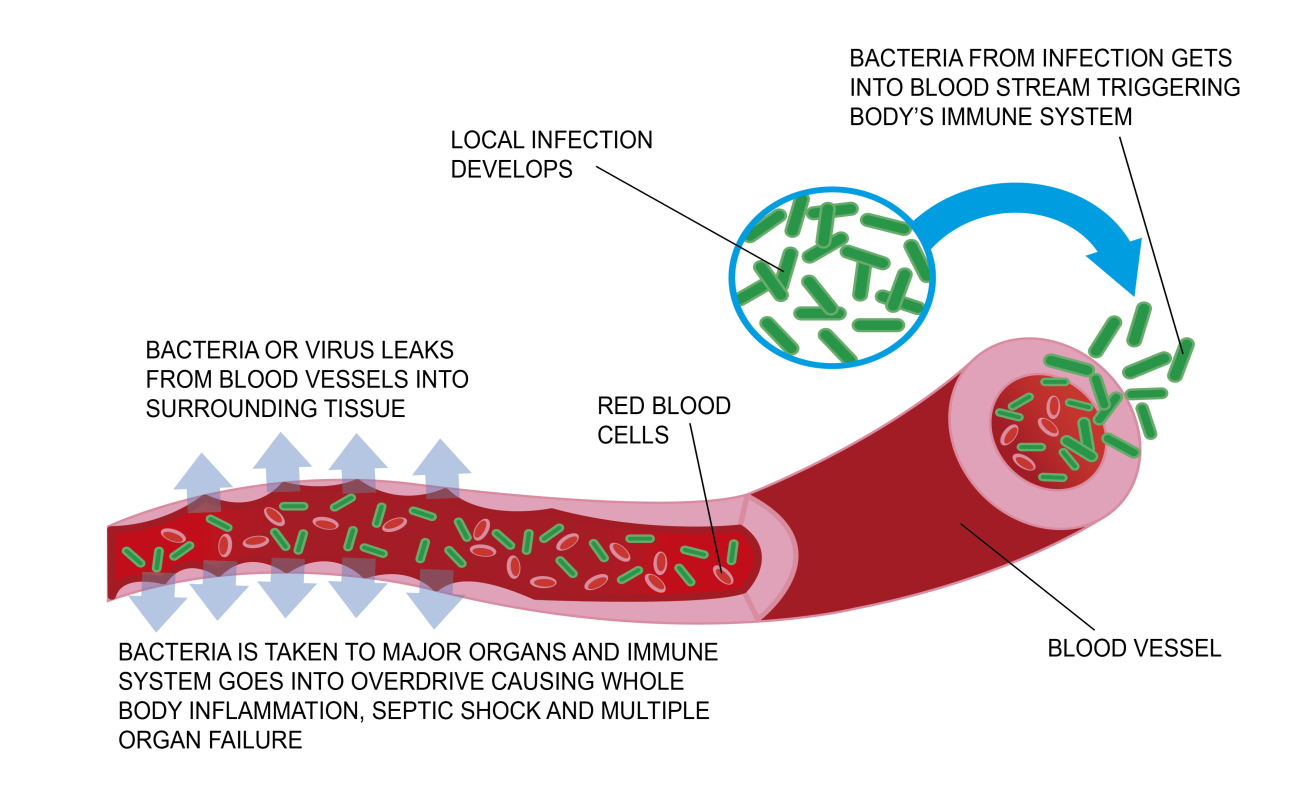 BACTERIA FROM INFECTION GETS
INTO BLOOD STREAM TRIGGERING
BODY'S IMMUNE SYSTEM
LOCAL INFECTION
DEVELOPS
BACTERIA OR VIRUS LEAKS
FROM BLOOD VESSELS INTO
SURROUNDING TISSUE
RED BLOOD
CELLS
BLOOD VESSEL
BACTERIA IS TAKEN TO MAJOR ORGANS AND IMMUNE
SYSTEM GOES INTO OVERDRIVE CAUSING WHOLE
BODY INFLAMMATION, SEPTIC SHOCK AND MULTIPLE
ORGAN FAILURE